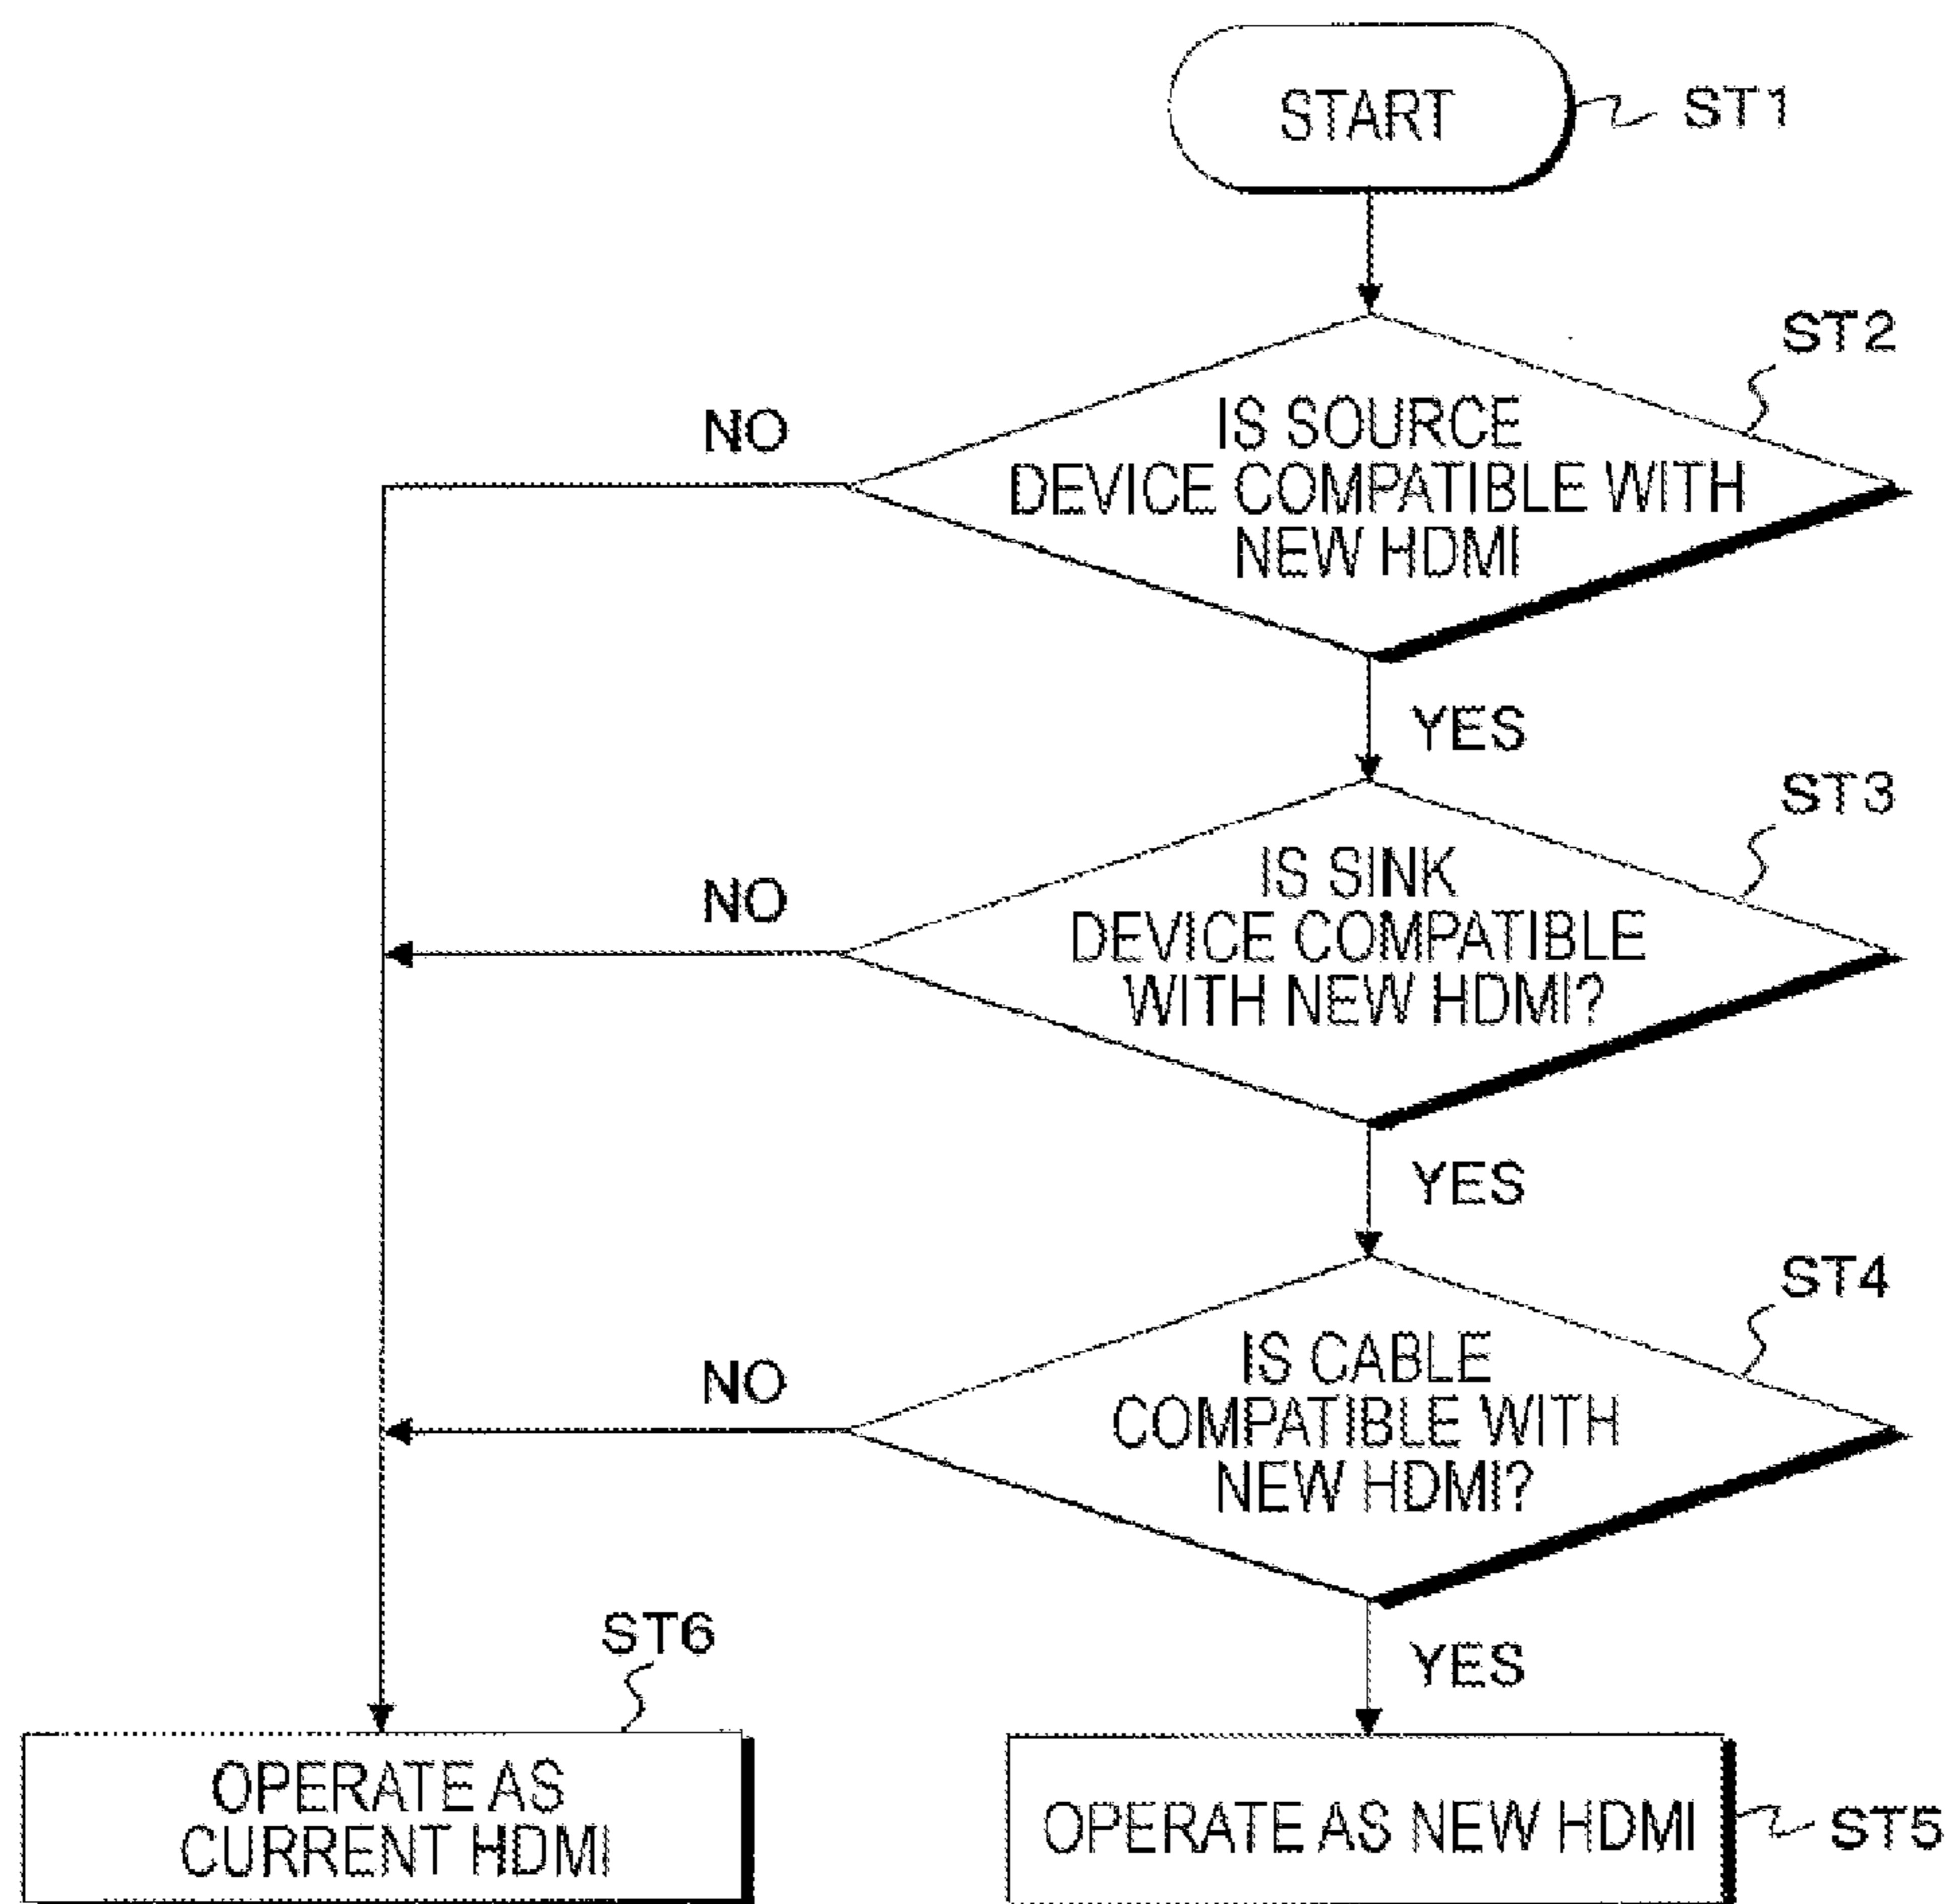 START
ST1
ST2
NO
IS SOURCE
DEVICE COMPATIBLE WITH
NEW HDMI
YES
ST3
NO
IS SINK
DEVICE COMPATIBLE
WITH NEW HDMI?
YES
ST4
NO
IS CABLE
COMPATIBLE WITH
NEW HDMI?
YES
ST6
OPERATE AS
CURRENT HDMI
OPERATE AS NEW HDMI
ST5